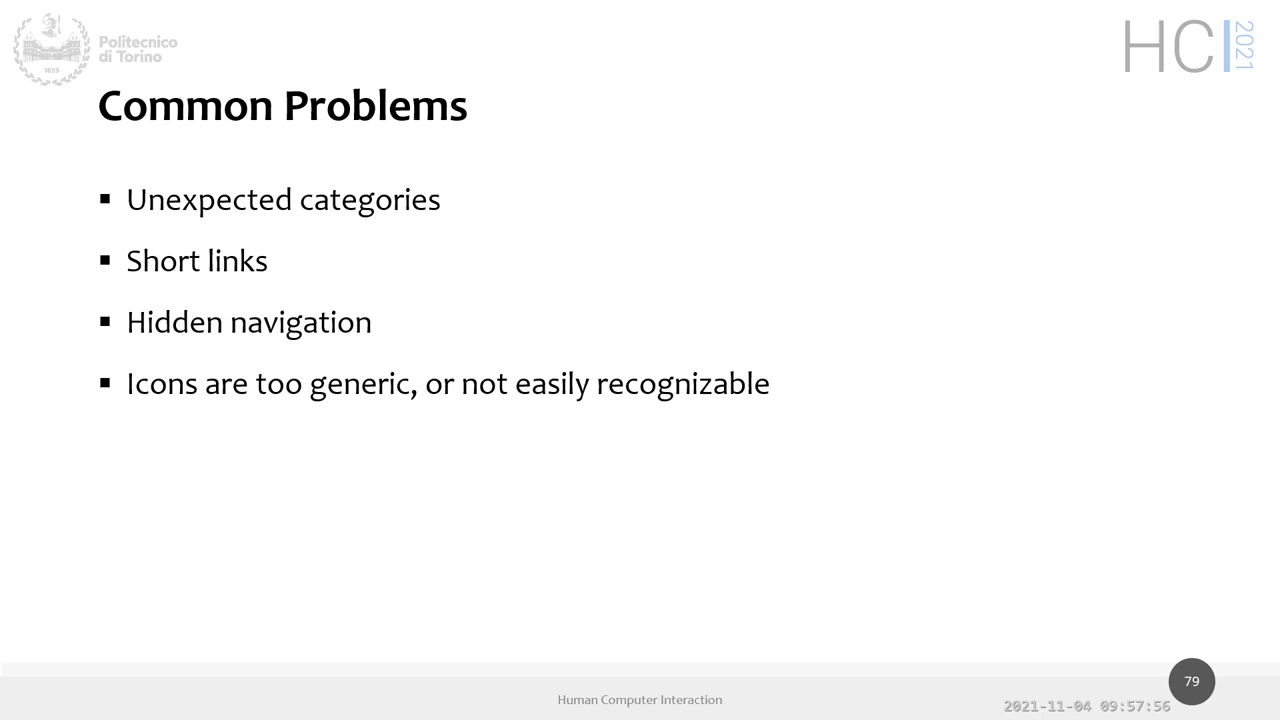 Politecnico
di Torino
1859
HCI 2021
Common Problems
▪ Unexpected categories
▪ Short links
▪ Hidden navigation
▪ Icons are too generic, or not easily recognizable
79
Human Computer Interaction
2021-11-04 09:57:56